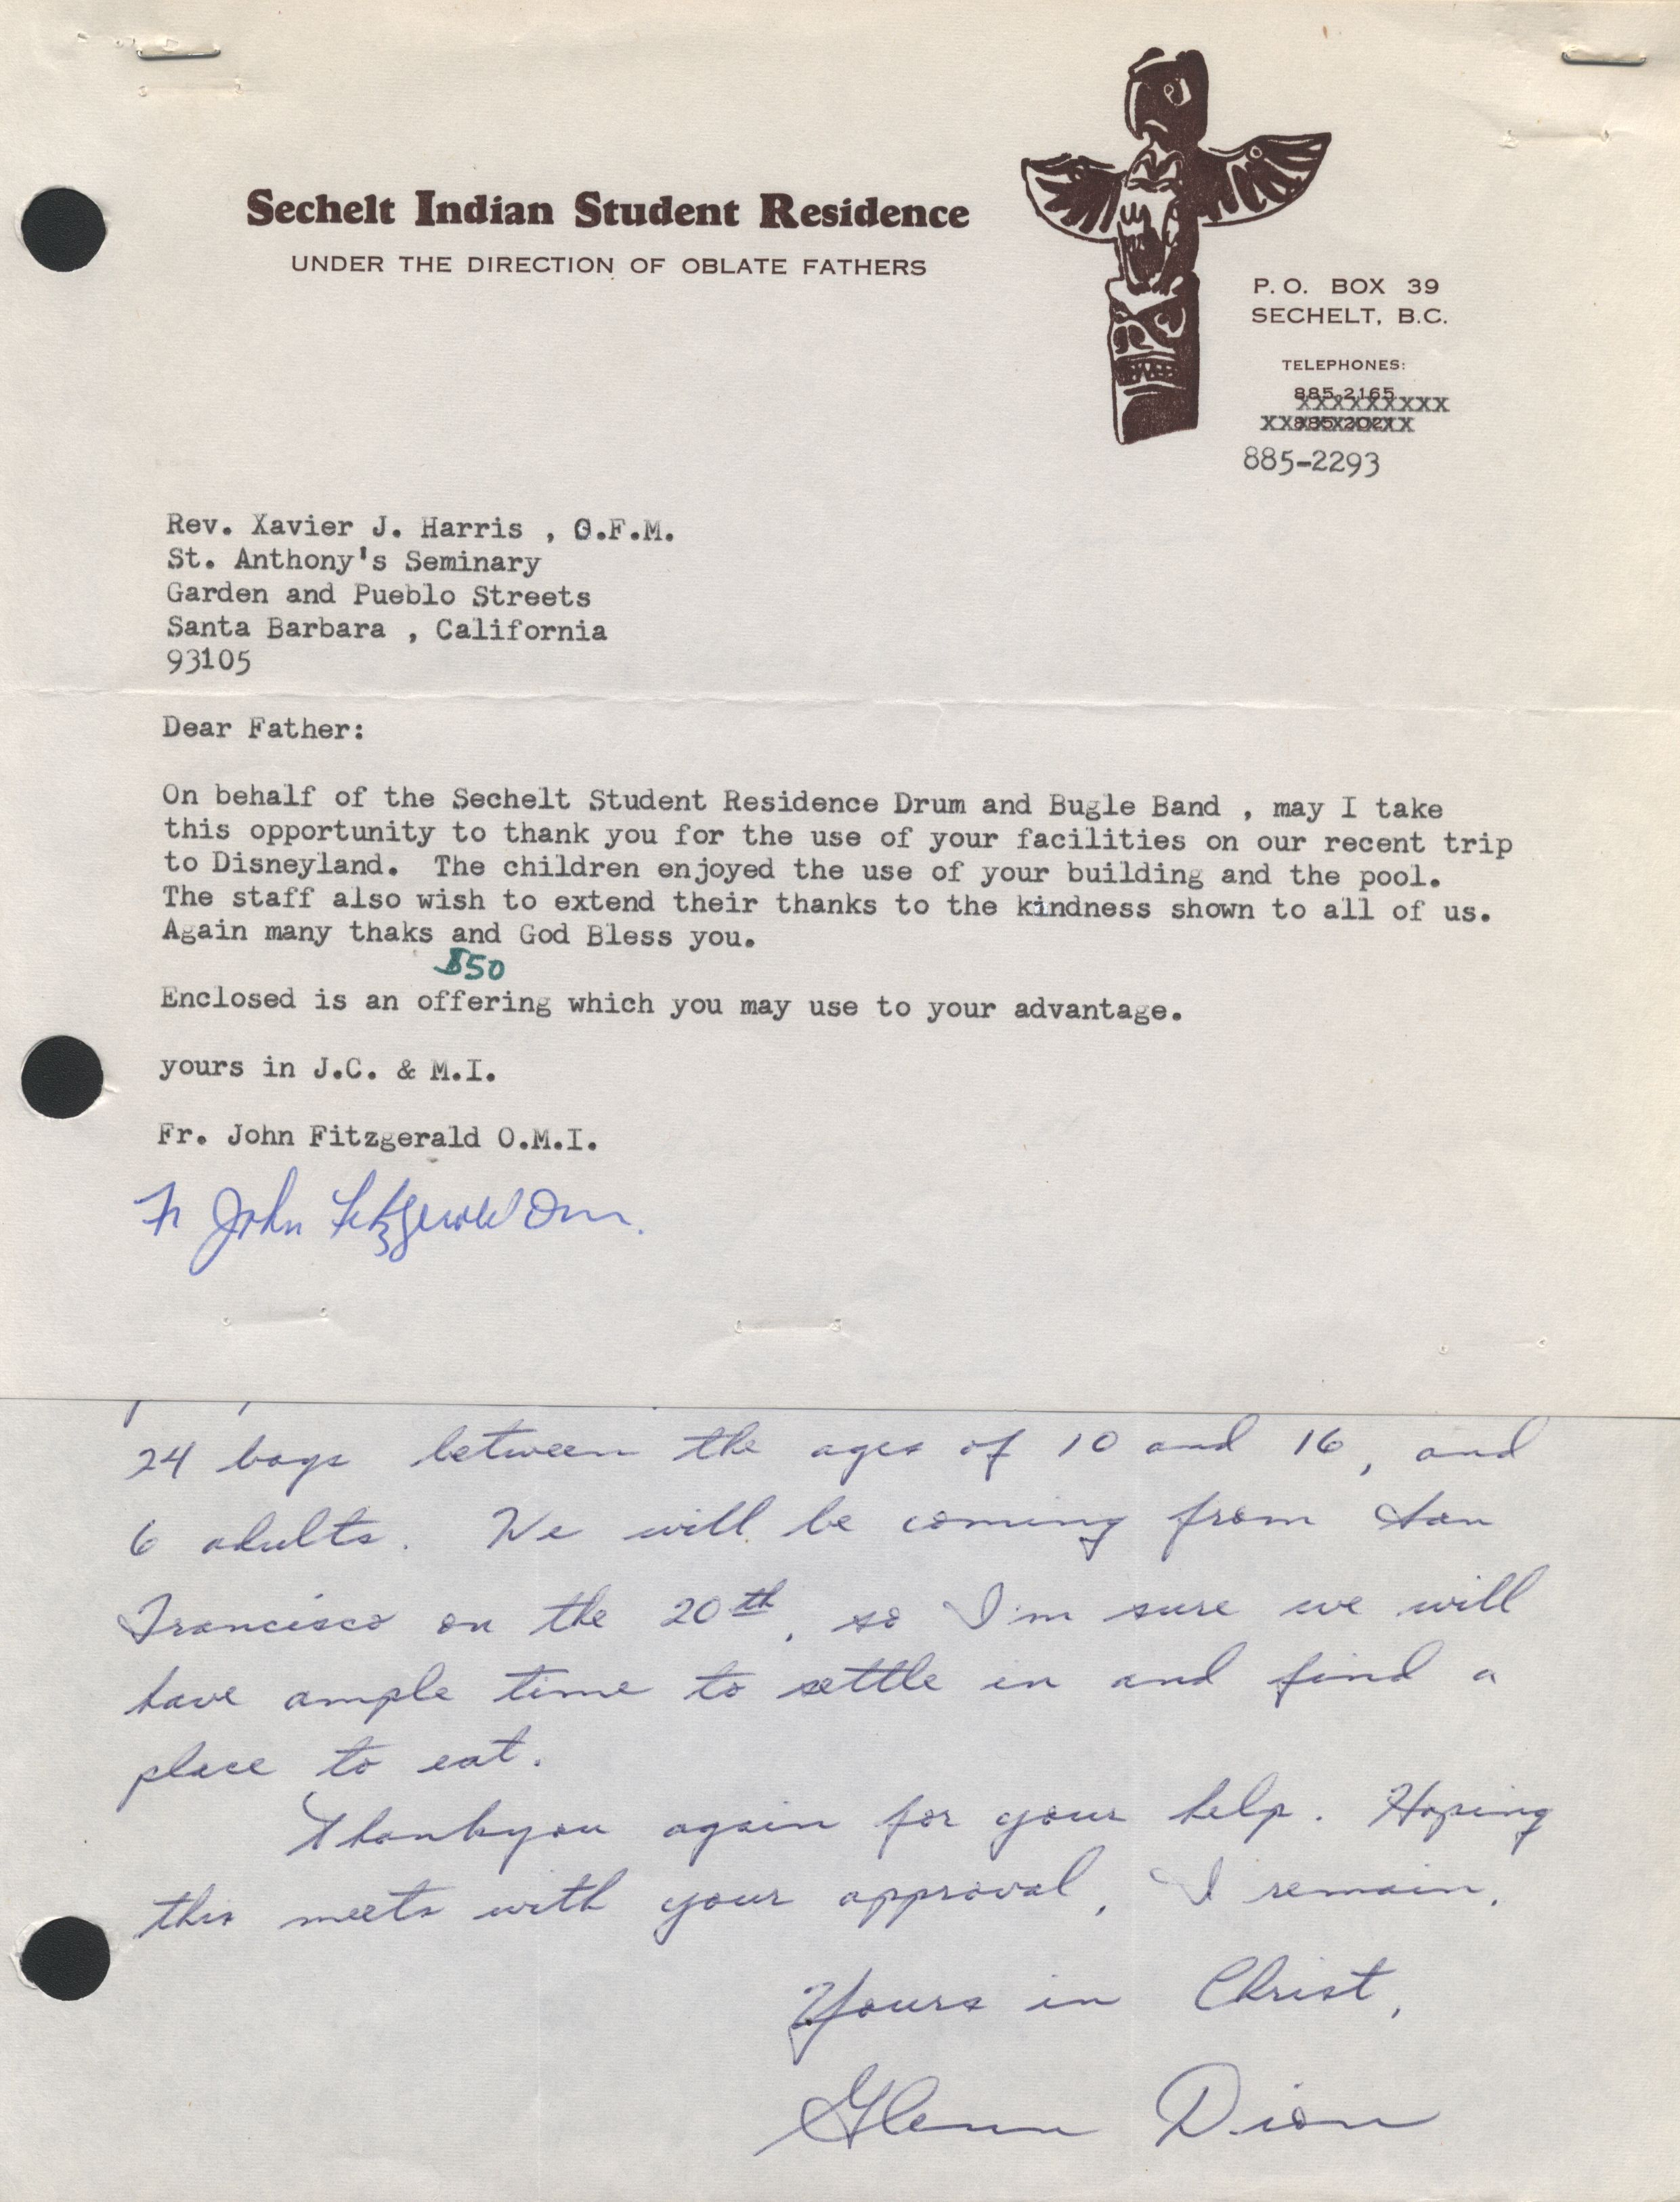 Sechelt Indian Student Residence
UNDER THE DIRECTION OF OBLATE FATHERS
P. O. BOX 39
SECHELT, B.C.
TELEPHONES:
885-2165
885-2021
885-2293
Rev. Xavier J. Harris , O.F.M.
St. Anthony's Seminary
Garden and Pueblo Streets
Santa Barbara , California
93105
Dear Father:
On behalf of the Sechelt Student Residence Drum and Bugle Band , may I take
this opportunity to thank you for the use of your facilities on our recent trip
to Disneyland. The children enjoyed the use of your building and the pool.
The staff also wish to extend their thanks to the kindness shown to all of us.
Again many thaks and God Bless you.
$50
Enclosed is an offering which you may use to your advantage.
yours in J.C. & M.I.
Fr. John Fitzgerald O.M.I.
Fr John Fitzgerald Omi.
24 boys between the ages of 10 and 16, and
6 adults. We will be coming from San
Francisco on the 20th, so I'm sure we will
have ample time to settle in and find a
place to eat.
Thankyou again for your help. Hoping
this meets with your approval, I remain,
Yours in Christ,
Glenn Dion